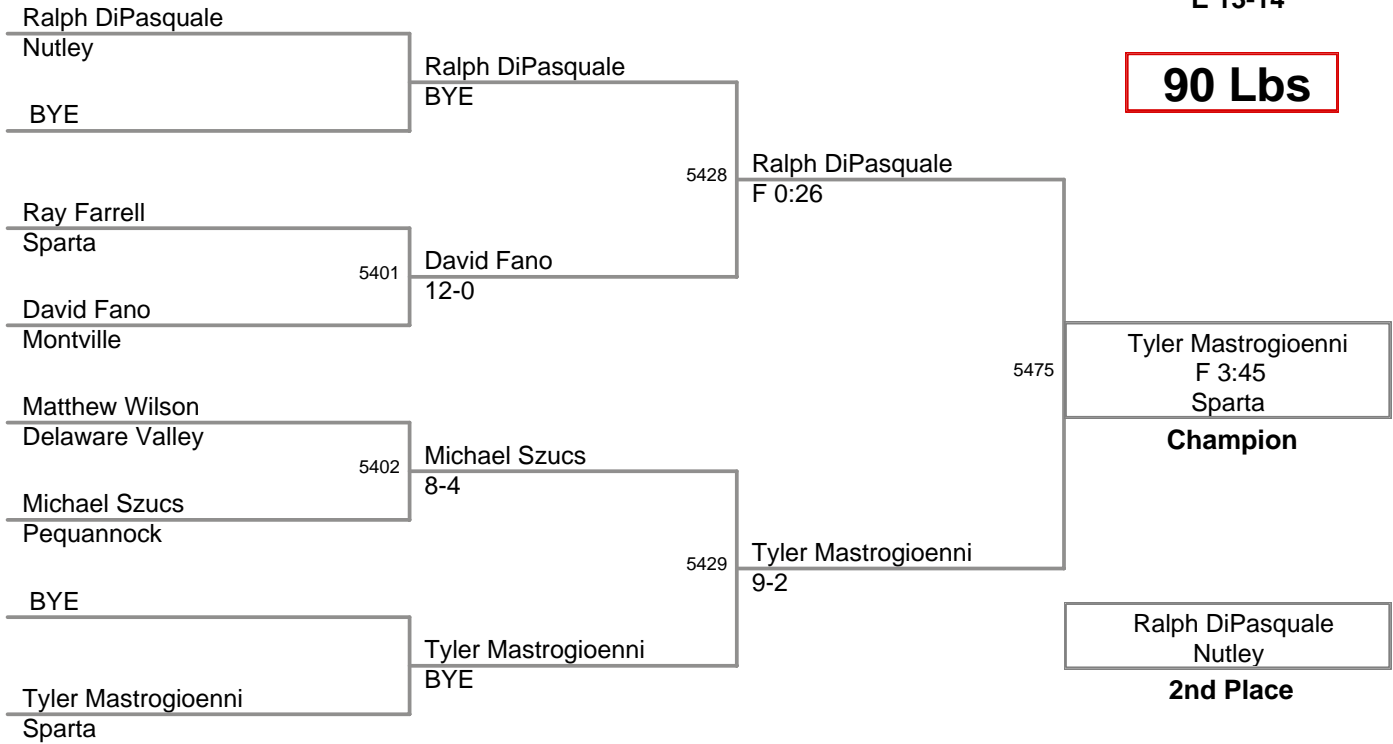 E 13-14
90 Lbs
Ralph DiPasquale
Nutley
BYE
Ray Farrell
Sparta
David Fano
Montville
Matthew Wilson
Delaware Valley
Michael Szucs
Pequannock
BYE
Tyler Mastrogioenni
Sparta
Ralph DiPasquale
BYE
5401
David Fano
12-0
5402
Michael Szucs
8-4
Tyler Mastrogioenni
BYE
5428
Ralph DiPasquale
F 0:26
5429
Tyler Mastrogioenni
9-2
5475
Tyler Mastrogioenni
F 3:45
Sparta
Champion
Ralph DiPasquale
Nutley
2nd Place